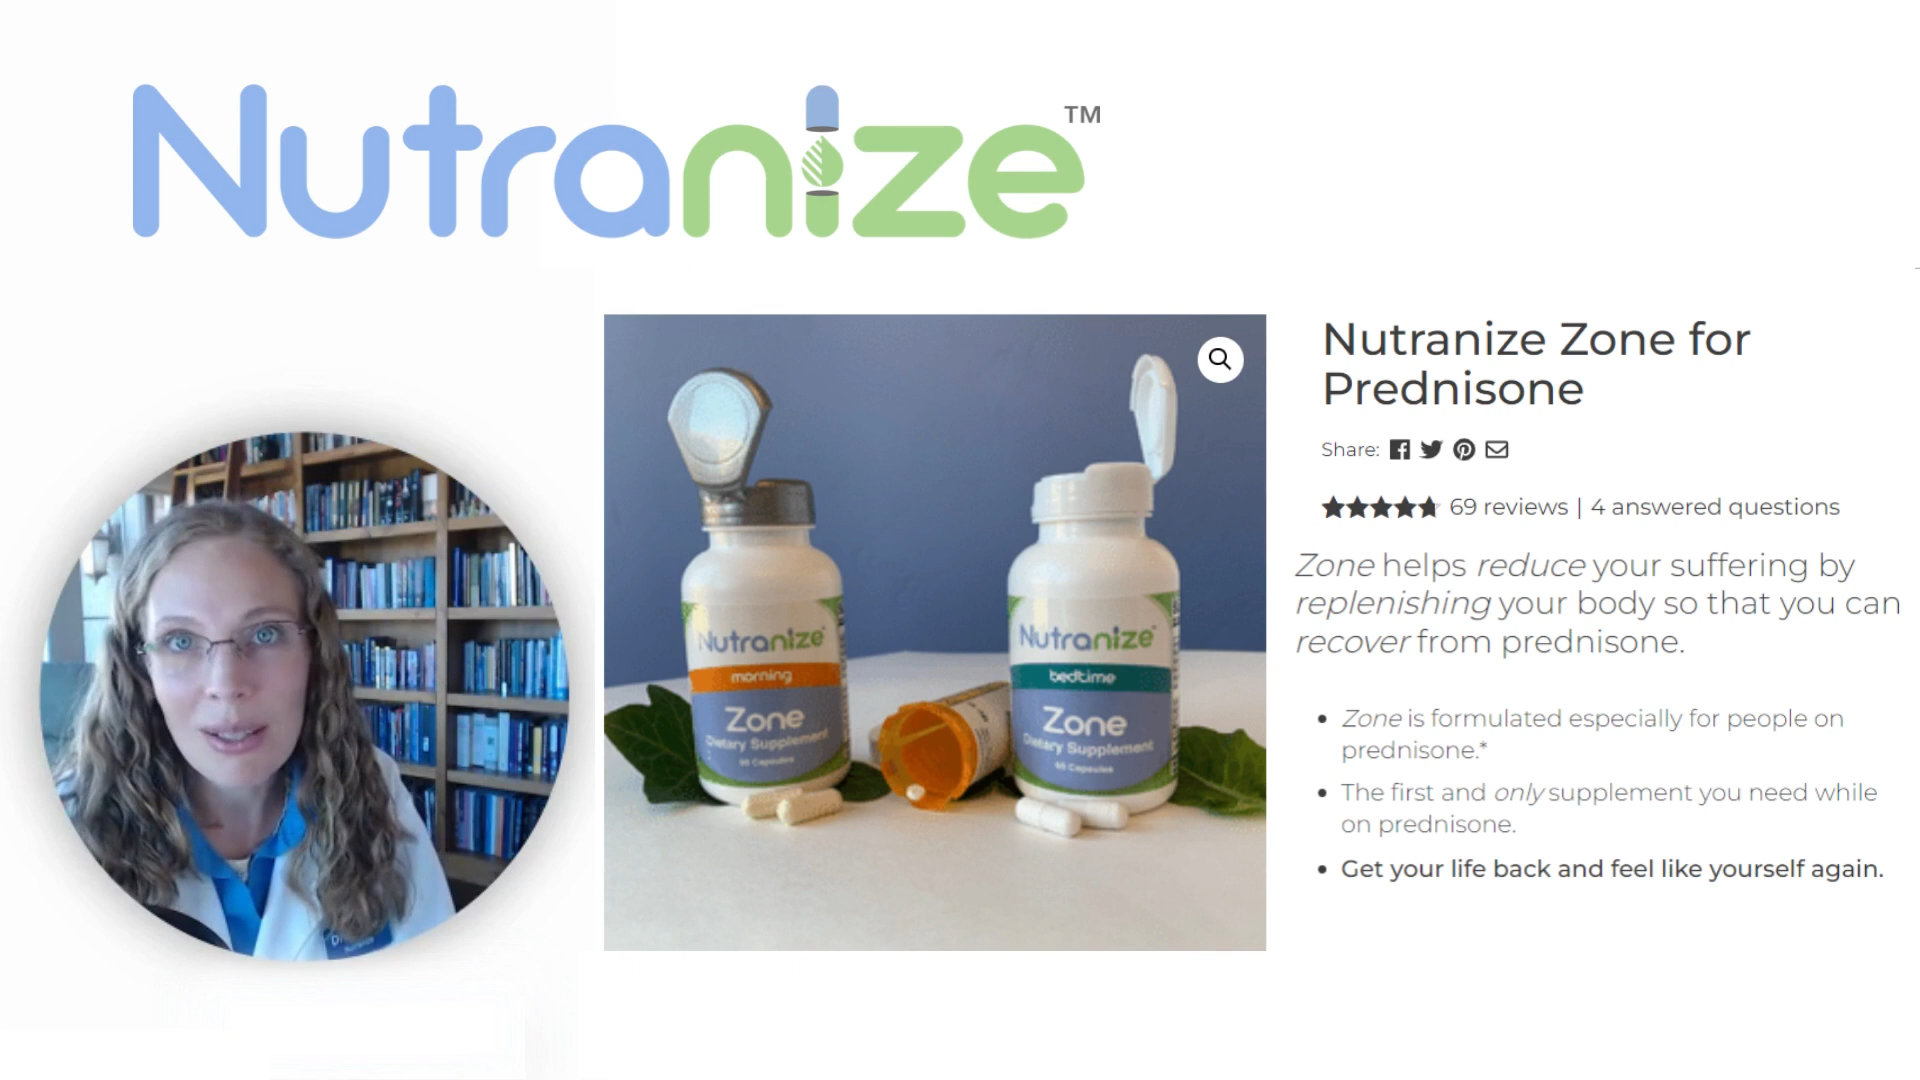 Nutranize™
Nutranize Zone for
Prednisone
Share:
69 reviews | 4 answered questions
Zone helps reduce your suffering by
replenishing your body so that you can
recover from prednisone.
Zone is formulated especially for people on
prednisone.*
The first and only supplement you need while
on prednisone.
Get your life back and feel like yourself again.
Nutranize
morning
Zone
Dietary Supplement
Capsules
Nutranize
bedtime
Zone
Dietary Supplement
Capsules